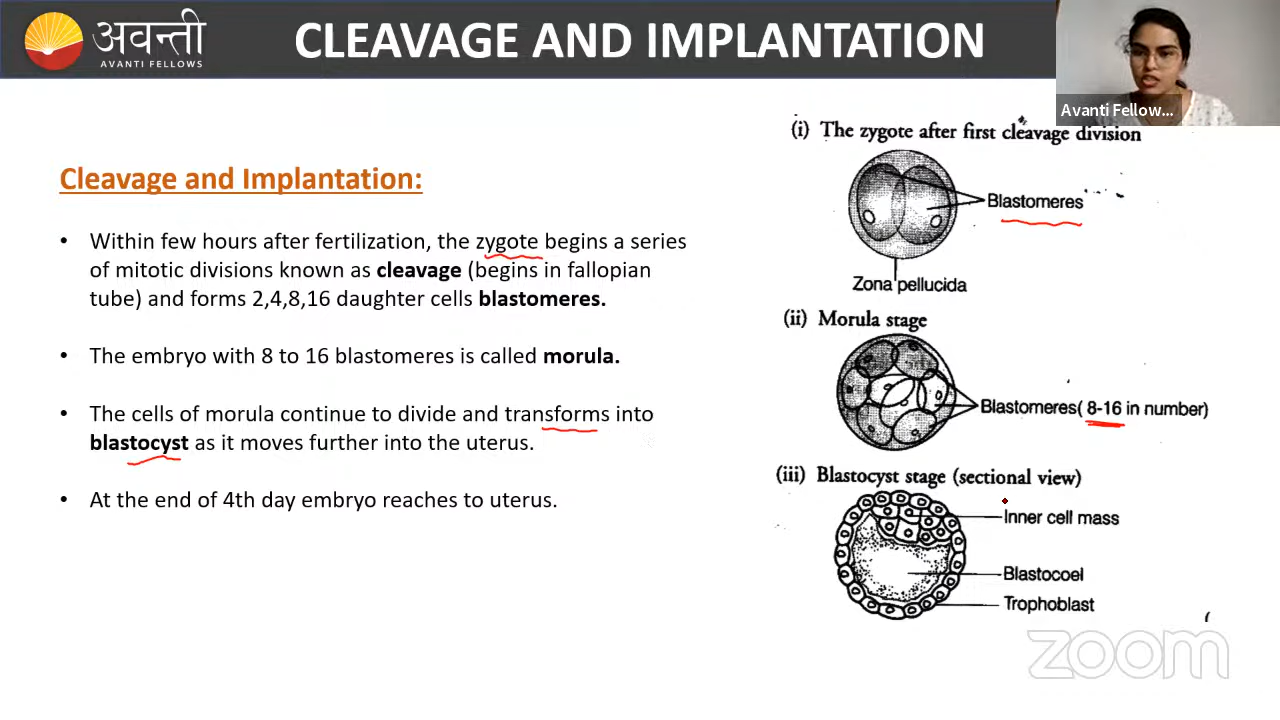 अवन्ती
AVANTI FELLOWS
CLEAVAGE AND IMPLANTATION
Avanti Fellow...
Cleavage and Implantation:
• Within few hours after fertilization, the zygote begins a series
of mitotic divisions known as cleavage (begins in fallopian
tube) and forms 2,4,8,16 daughter cells blastomeres.
• The embryo with 8 to 16 blastomeres is called morula.
• The cells of morula continue to divide and transforms into
blastocyst as it moves further into the uterus.
• At the end of 4th day embryo reaches to uterus.
(i) The zygote after first cleavage division
Blastomeres
Zona pellucida
(ii) Morula stage
Blastomeres( 8-16 in number)
(iii) Blastocyst stage (sectional view)
Inner cell mass
Blastocoel
Trophoblast
(
zoom